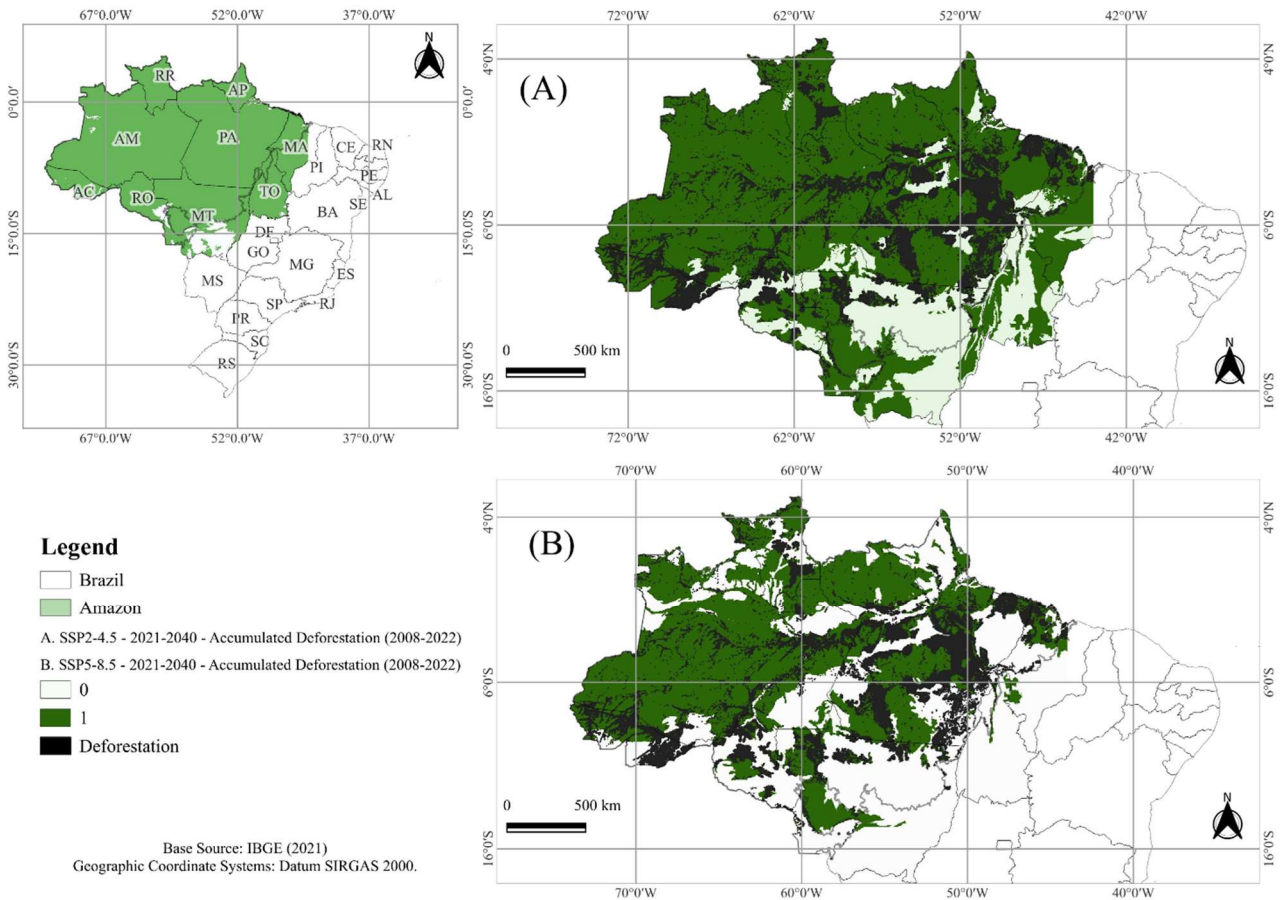 67°0.0'W 52°0.0'W 37°0.0'W
N
0°0.0' 0°0.0'
15°0.0'S 15°0.0'S
30°0.0'S 30°0.0'S
RR
AP
AM
PA
MA
CE
RN
PI
PE
AC
RO
TO
AL
SE
MT
BA
DF
GO
MG
MS
ES
SP
RJ
PR
SC
RS
67°0.0'W 52°0.0'W 37°0.0'W
72°0'W 62°0'W 52°0'W 42°0'W
(A)
4°0'N 4°0'N
6°0'S 6°0'S
16°0'S 16°0'S
0 500 km
N
72°0'W 62°0'W 52°0'W 42°0'W
70°0'W 60°0'W 50°0'W 40°0'W
(B)
4°0'N 4°0'N
6°0'S 6°0'S
16°0'S 16°0'S
0 500 km
N
70°0'W 60°0'W 50°0'W 40°0'W
Legend
Brazil
Amazon
A. SSP2-4.5 - 2021-2040 - Accumulated Deforestation (2008-2022)
B. SSP5-8.5 - 2021-2040 - Accumulated Deforestation (2008-2022)
0
1
Deforestation
Base Source: IBGE (2021)
Geographic Coordinate Systems: Datum SIRGAS 2000.